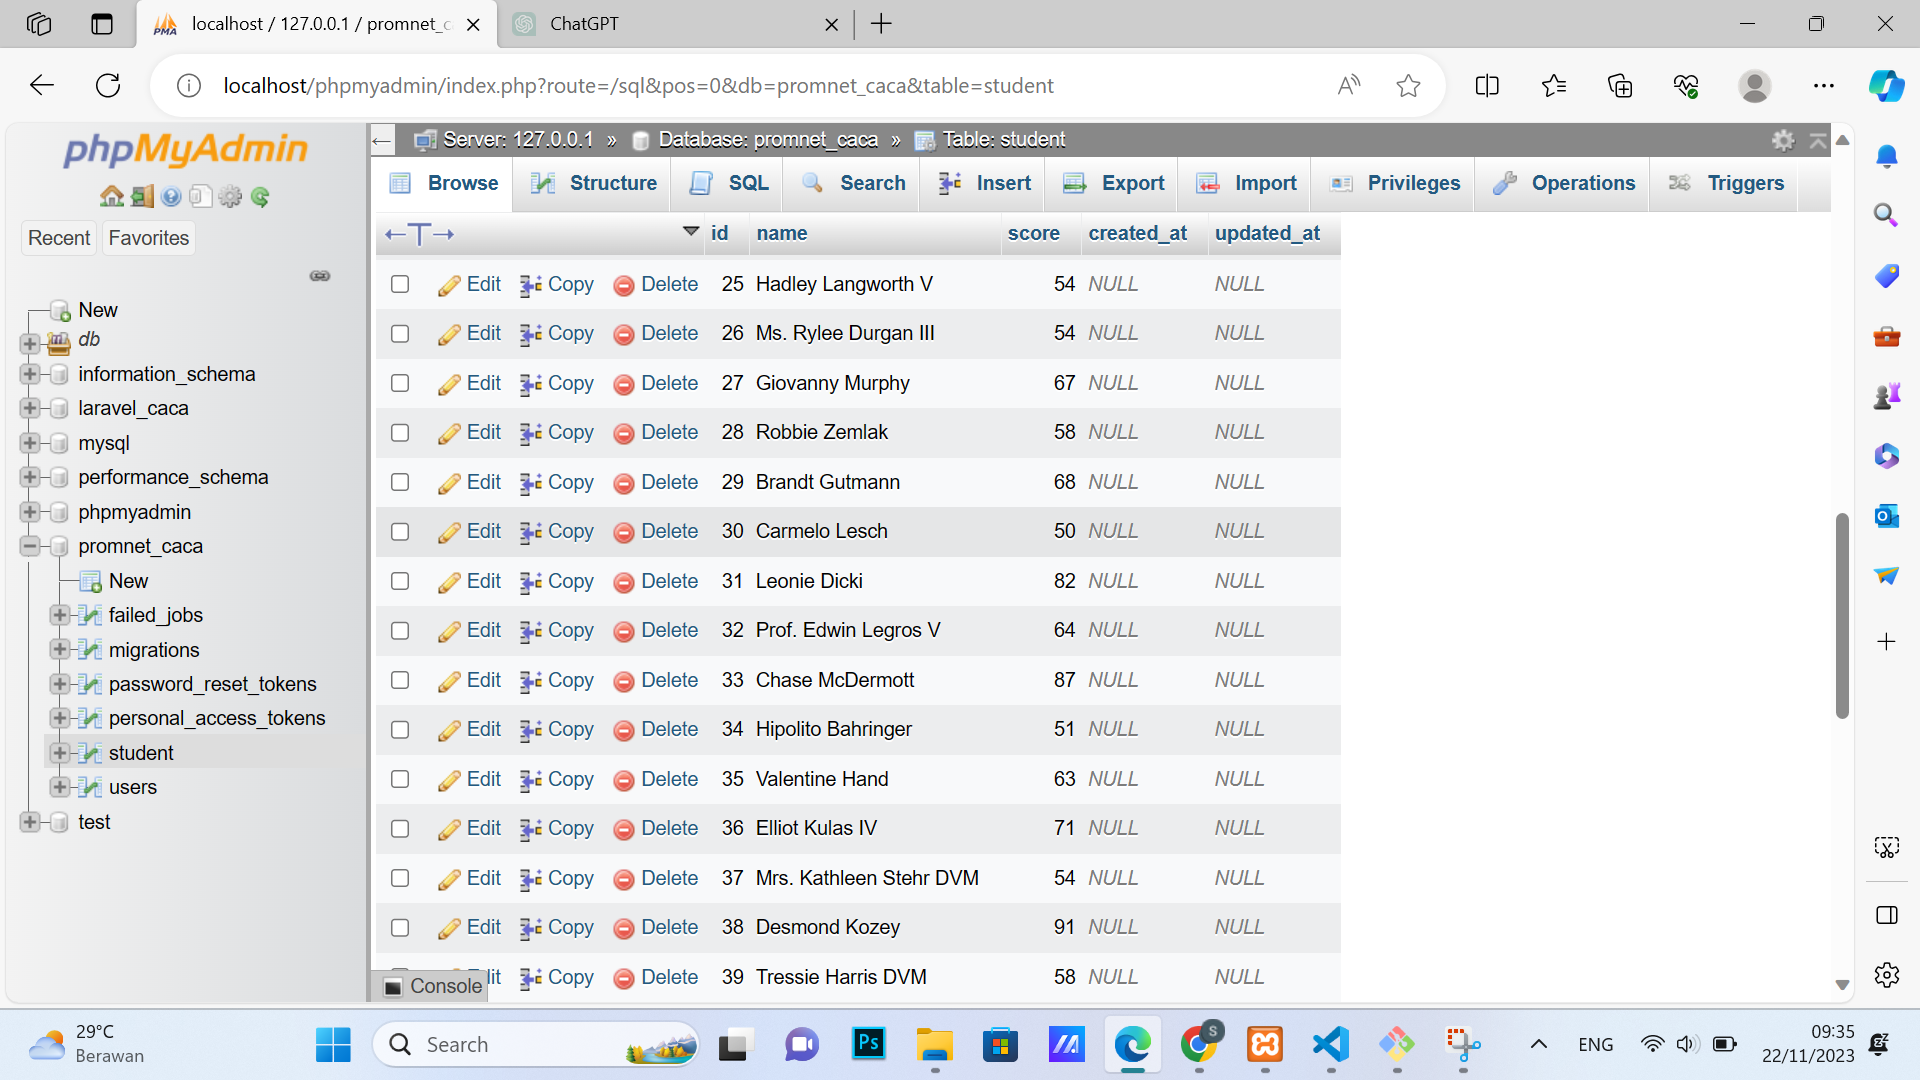 localhost / 127.0.0.1 / promnet_c
ChatGPT
localhost/phpmyadmin/index.php?route=/sql&pos=0&db=promnet_caca&table=student
phpMyAdmin
Recent Favorites
New
db
information_schema
laravel_caca
mysql
performance_schema
phpmyadmin
promnet_caca
New
failed_jobs
migrations
password_reset_tokens
personal_access_tokens
student
users
test
Server: 127.0.0.1 » Database: promnet_caca » Table: student
Browse Structure SQL Search Insert Export Import Privileges Operations Triggers
←T→ id name score created_at updated_at
Edit Copy Delete 25 Hadley Langworth V 54 NULL NULL
Edit Copy Delete 26 Ms. Rylee Durgan III 54 NULL NULL
Edit Copy Delete 27 Giovanny Murphy 67 NULL NULL
Edit Copy Delete 28 Robbie Zemlak 58 NULL NULL
Edit Copy Delete 29 Brandt Gutmann 68 NULL NULL
Edit Copy Delete 30 Carmelo Lesch 50 NULL NULL
Edit Copy Delete 31 Leonie Dicki 82 NULL NULL
Edit Copy Delete 32 Prof. Edwin Legros V 64 NULL NULL
Edit Copy Delete 33 Chase McDermott 87 NULL NULL
Edit Copy Delete 34 Hipolito Bahringer 51 NULL NULL
Edit Copy Delete 35 Valentine Hand 63 NULL NULL
Edit Copy Delete 36 Elliot Kulas IV 71 NULL NULL
Edit Copy Delete 37 Mrs. Kathleen Stehr DVM 54 NULL NULL
Edit Copy Delete 38 Desmond Kozey 91 NULL NULL
Copy Delete 39 Tressie Harris DVM 58 NULL NULL
Console
29°C
Berawan
Search
Ps
S
ENG
09:35
22/11/2023